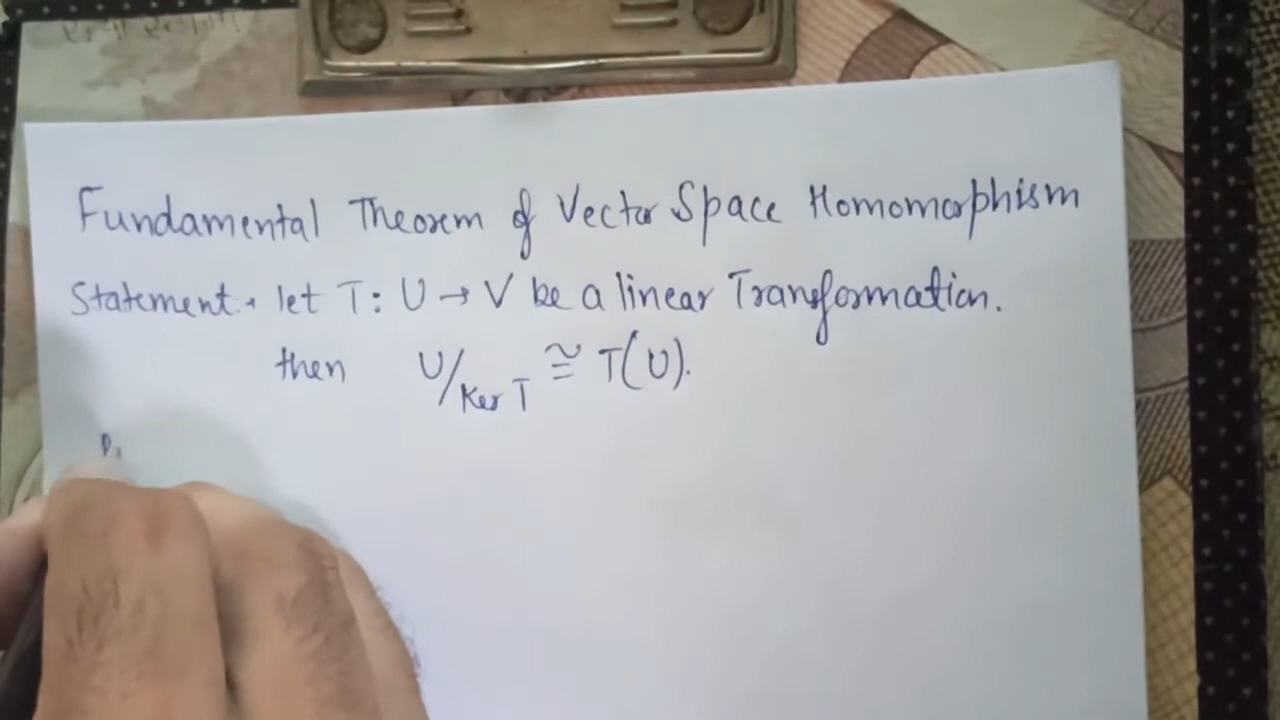 Fundamental Theorem of Vector Space Homomorphism
Statement:- let T: U → V be a linear Transformation.
then U/Ker T ≅ T(U).